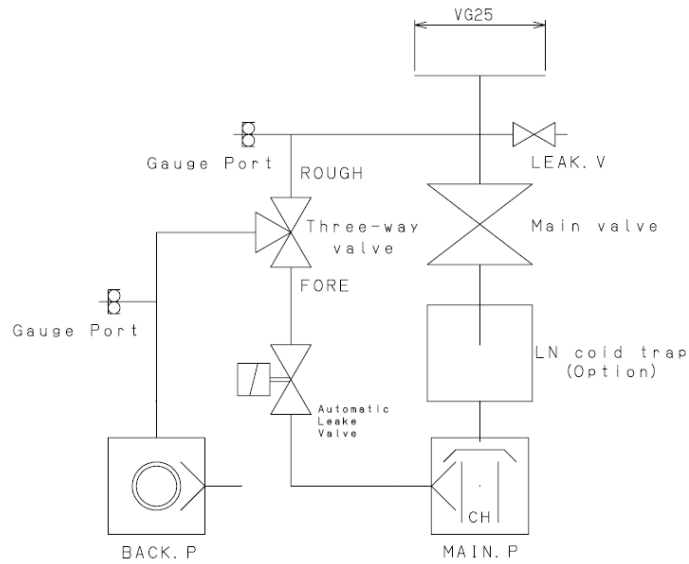 VG25
Gauge Port
LEAK. V
ROUGH
Three-way
valve
Main valve
FORE
Gauge Port
LN coid trap
(Option)
Automatic
Leake
Valve
CH
BACK. P
MAIN. P